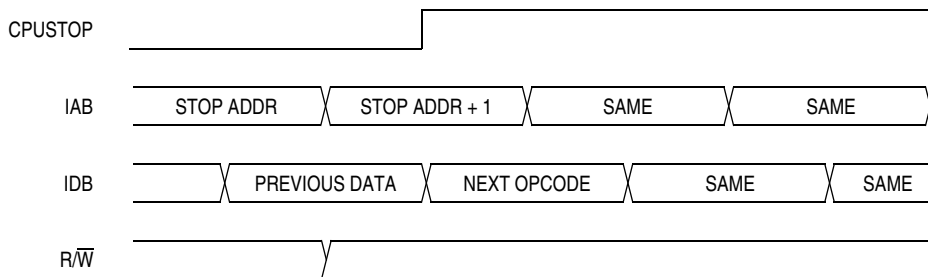 CPUSTOP
IAB STOP ADDR STOP ADDR + 1 SAME SAME
IDB PREVIOUS DATA NEXT OPCODE SAME SAME
R/W̅